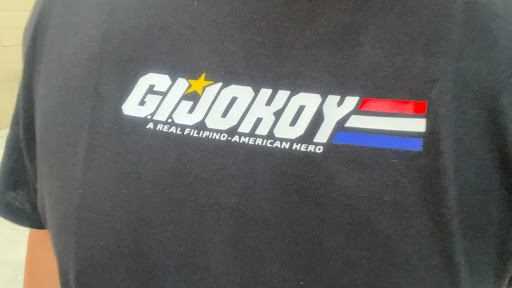 G.I.JOKOY
A REAL FILIPINO-AMERICAN HERO